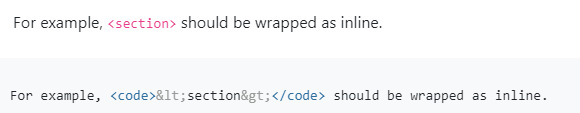 For example, <section> should be wrapped as inline.
For example, <code>&lt;section&gt;</code> should be wrapped as inline.